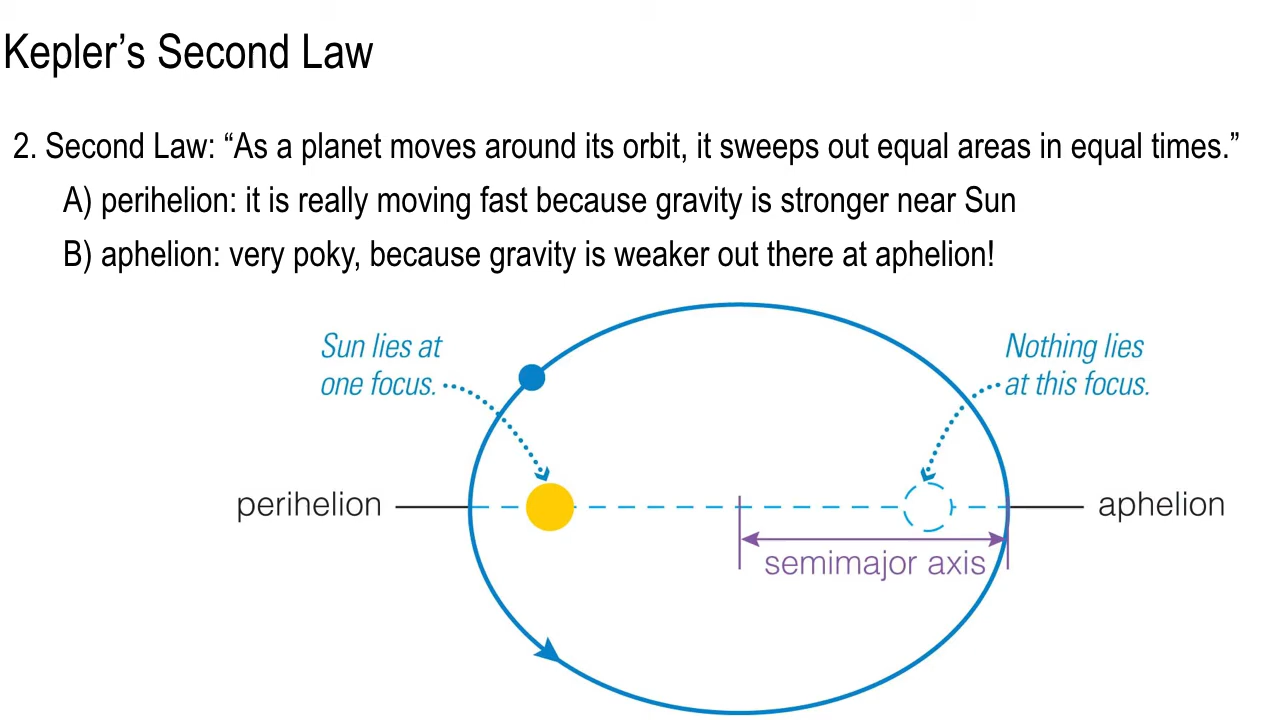 Kepler’s Second Law
2. Second Law: “As a planet moves around its orbit, it sweeps out equal areas in equal times.”
A) perihelion: it is really moving fast because gravity is stronger near Sun
B) aphelion: very poky, because gravity is weaker out there at aphelion!
Sun lies at
one focus.
Nothing lies
at this focus.
perihelion
aphelion
semimajor axis